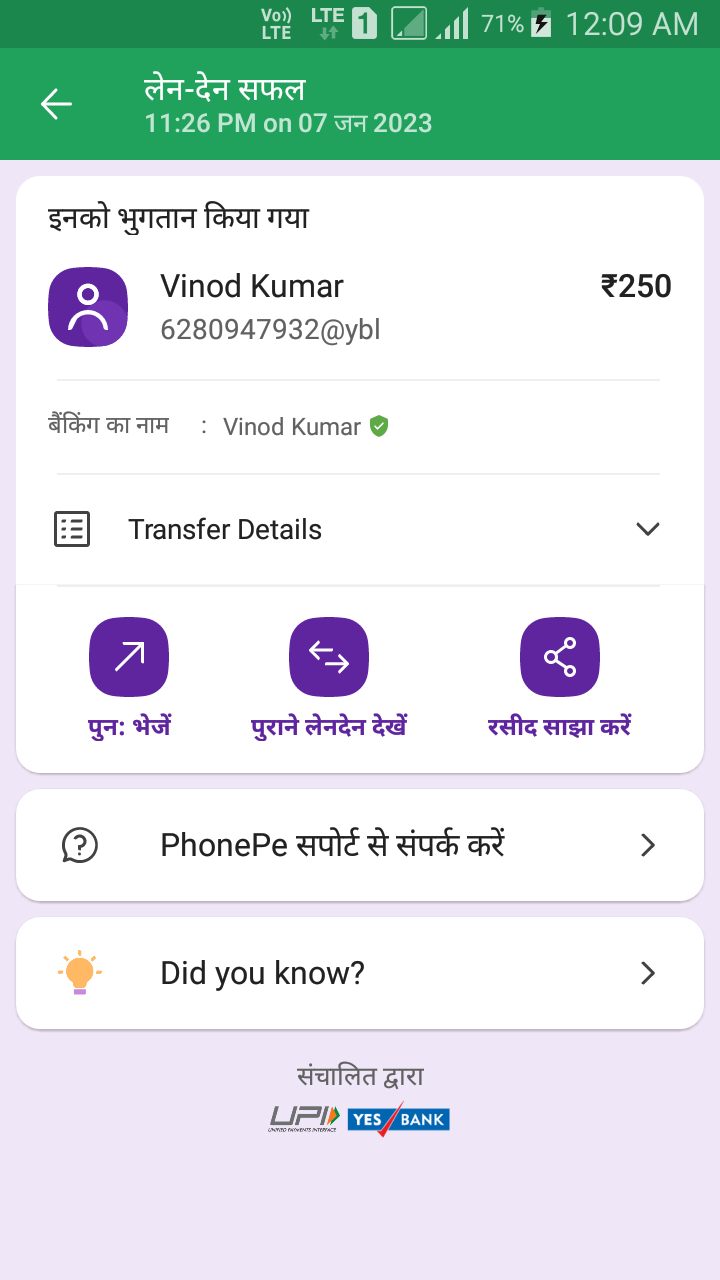 Vo)) LTE LTE 1 71% 12:09 AM
लेन-देन सफल
11:26 PM on 07 जन 2023
इनको भुगतान किया गया
Vinod Kumar ₹250
6280947932@ybl
बैंकिंग का नाम : Vinod Kumar
Transfer Details
पुन: भेजें पुराने लेनदेन देखें रसीद साझा करें
PhonePe सपोर्ट से संपर्क करें
Did you know?
संचालित द्वारा
UPI YES BANK
UNIFIED PAYMENTS INTERFACE